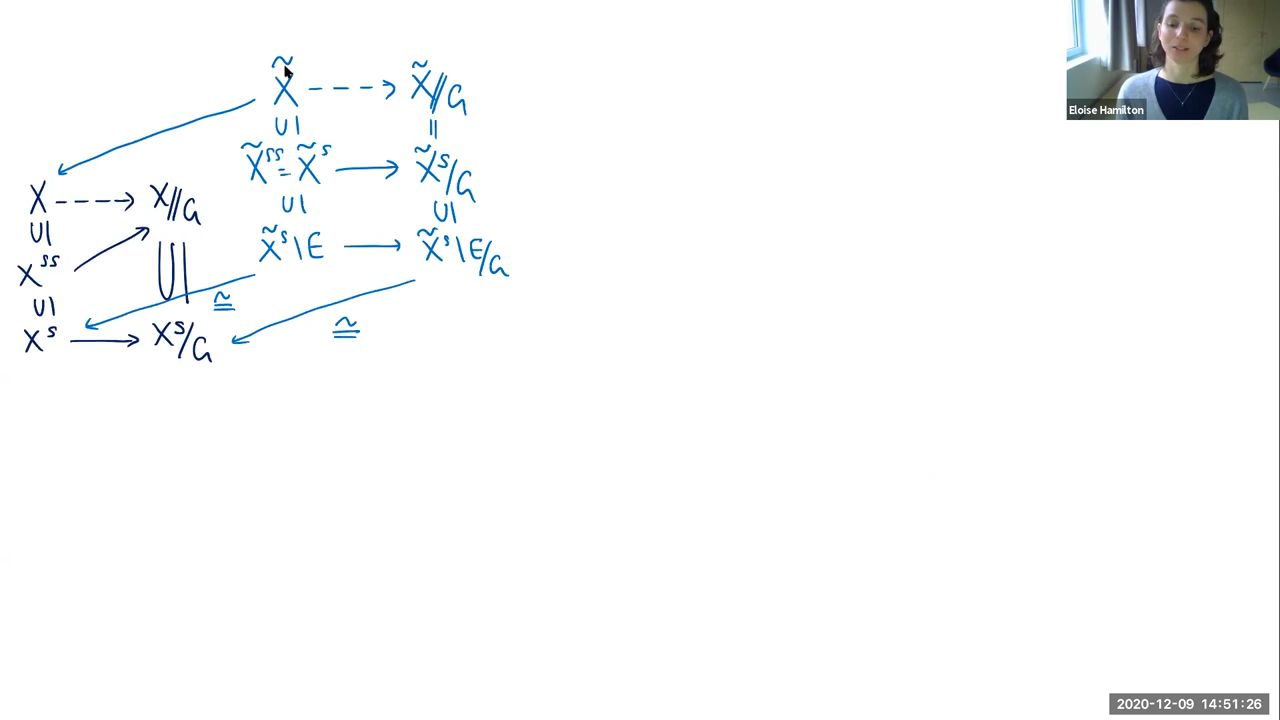 X̃ ---> X̃//G
∪| ||
X̃ˢˢ = X̃ˢ ⟶ X̃ˢ/G
∪| ∪|
X̃ˢ\E ⟶ X̃ˢ\E/G
X ---> X//G
∪|
Xˢˢ ∪|
∪|
Xˢ ⟶ Xˢ/G
≅
≅
Eloise Hamilton
2020-12-09 14:51:26